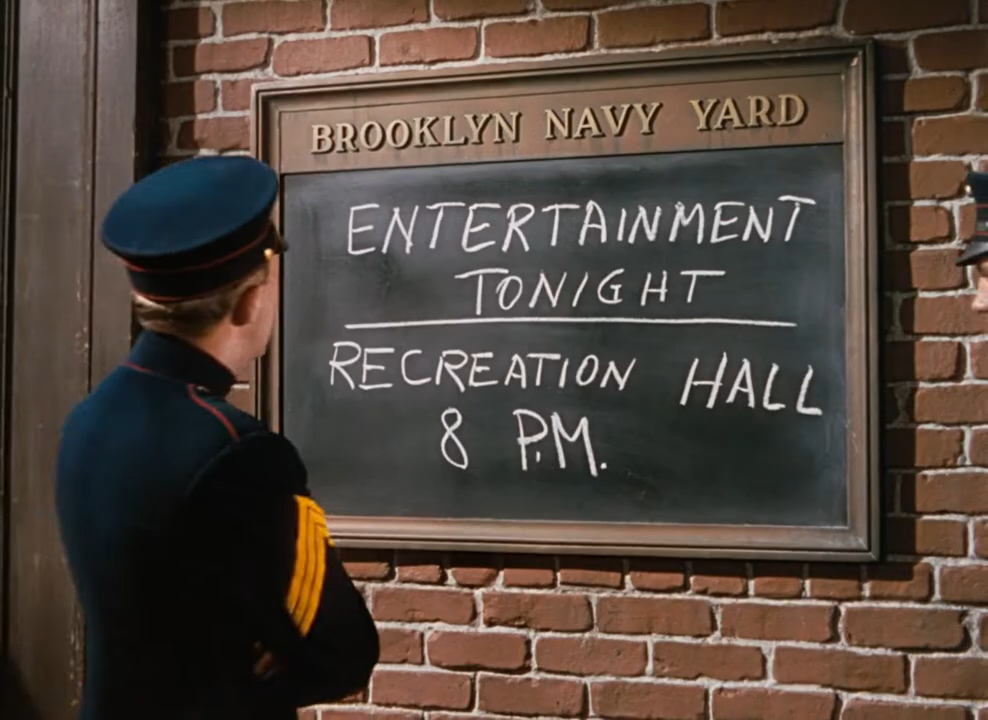 BROOKLYN NAVY YARD
ENTERTAINMENT
TONIGHT
RECREATION HALL
8 P.M.